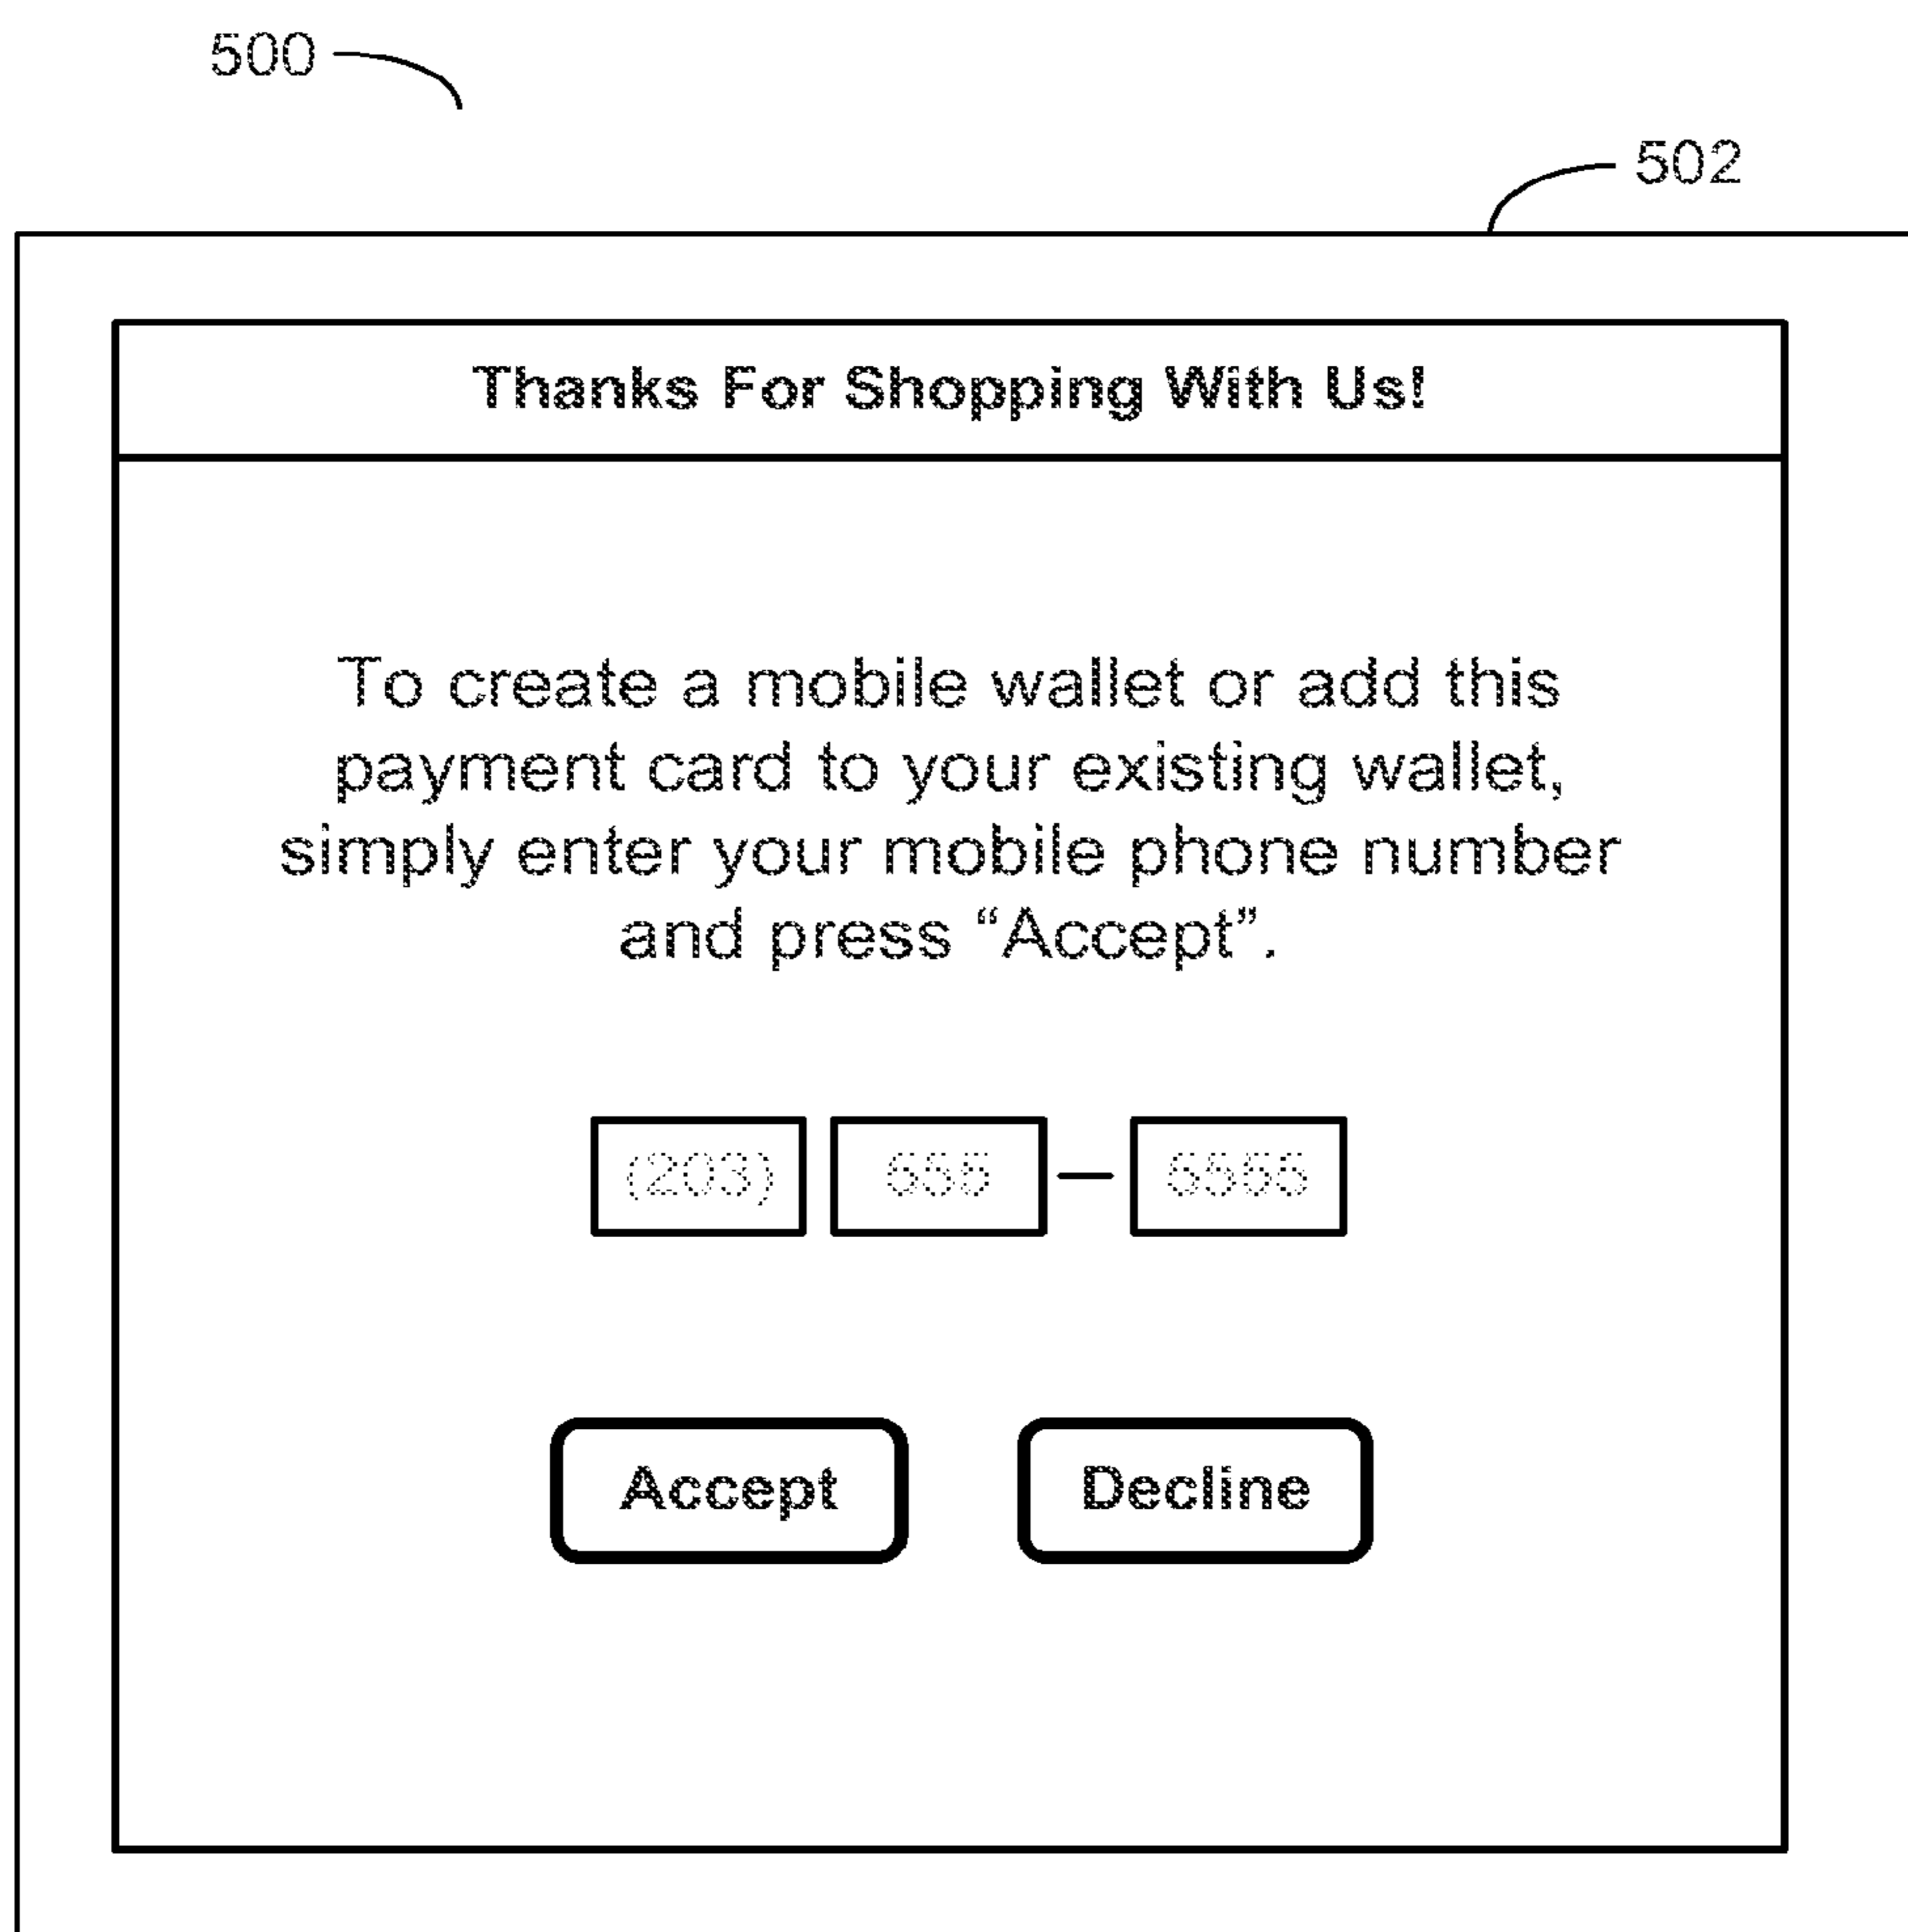 500
502
Thanks For Shopping With Us!
To create a mobile wallet or add this
payment card to your existing wallet,
simply enter your mobile phone number
and press “Accept”.
(203) 555 — 5555
Accept Decline